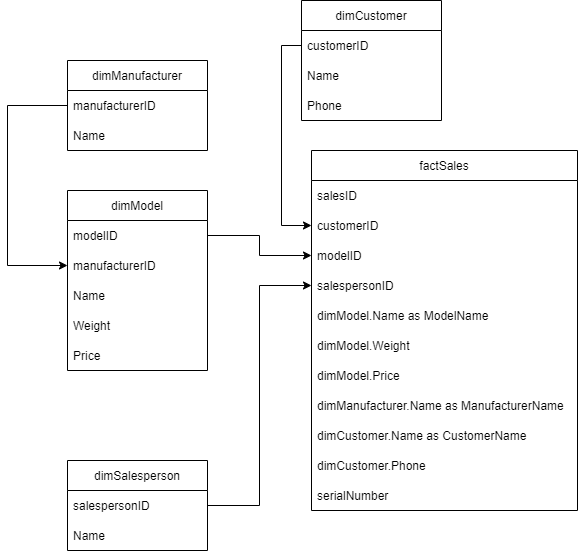 dimCustomer
customerID
Name
Phone
dimManufacturer
manufacturerID
Name
dimModel
modelID
manufacturerID
Name
Weight
Price
factSales
salesID
customerID
modelID
salespersonID
dimModel.Name as ModelName
dimModel.Weight
dimModel.Price
dimManufacturer.Name as ManufacturerName
dimCustomer.Name as CustomerName
dimCustomer.Phone
serialNumber
dimSalesperson
salespersonID
Name